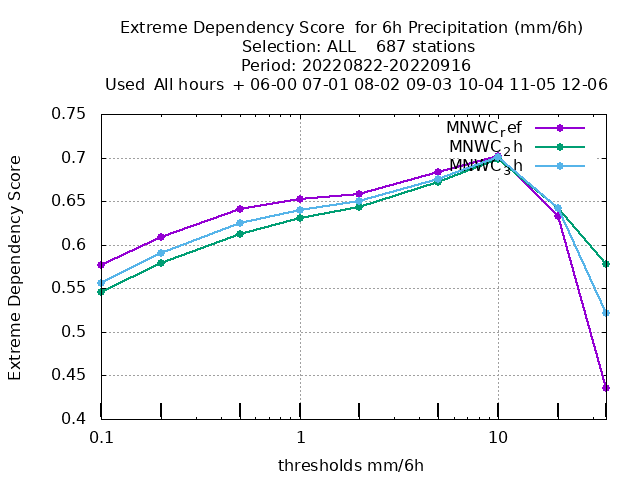 Extreme Dependency Score  for 6h Precipitation (mm/6h)
Selection: ALL    687 stations
Period: 20220822-20220916
Used  All hours  + 06-00 07-01 08-02 09-03 10-04 11-05 12-06
Extreme Dependency Score
0.75
0.7
0.65
0.6
0.55
0.5
0.45
0.4
MNWCref
MNWC2h
MNWC3h
0.1 1 10
thresholds mm/6h